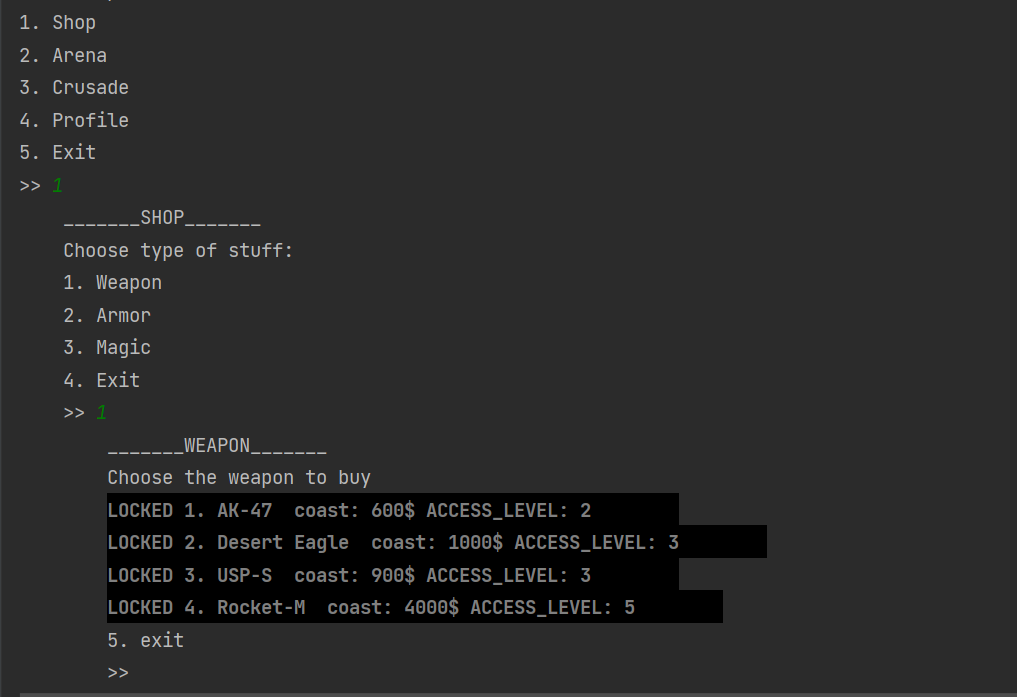 1. Shop
2. Arena
3. Crusade
4. Profile
5. Exit
>> 1
_______SHOP_______
Choose type of stuff:
1. Weapon
2. Armor
3. Magic
4. Exit
>> 1
_______WEAPON_______
Choose the weapon to buy
LOCKED 1. AK-47  coast: 600$ ACCESS_LEVEL: 2
LOCKED 2. Desert Eagle  coast: 1000$ ACCESS_LEVEL: 3
LOCKED 3. USP-S  coast: 900$ ACCESS_LEVEL: 3
LOCKED 4. Rocket-M  coast: 4000$ ACCESS_LEVEL: 5
5. exit
>>